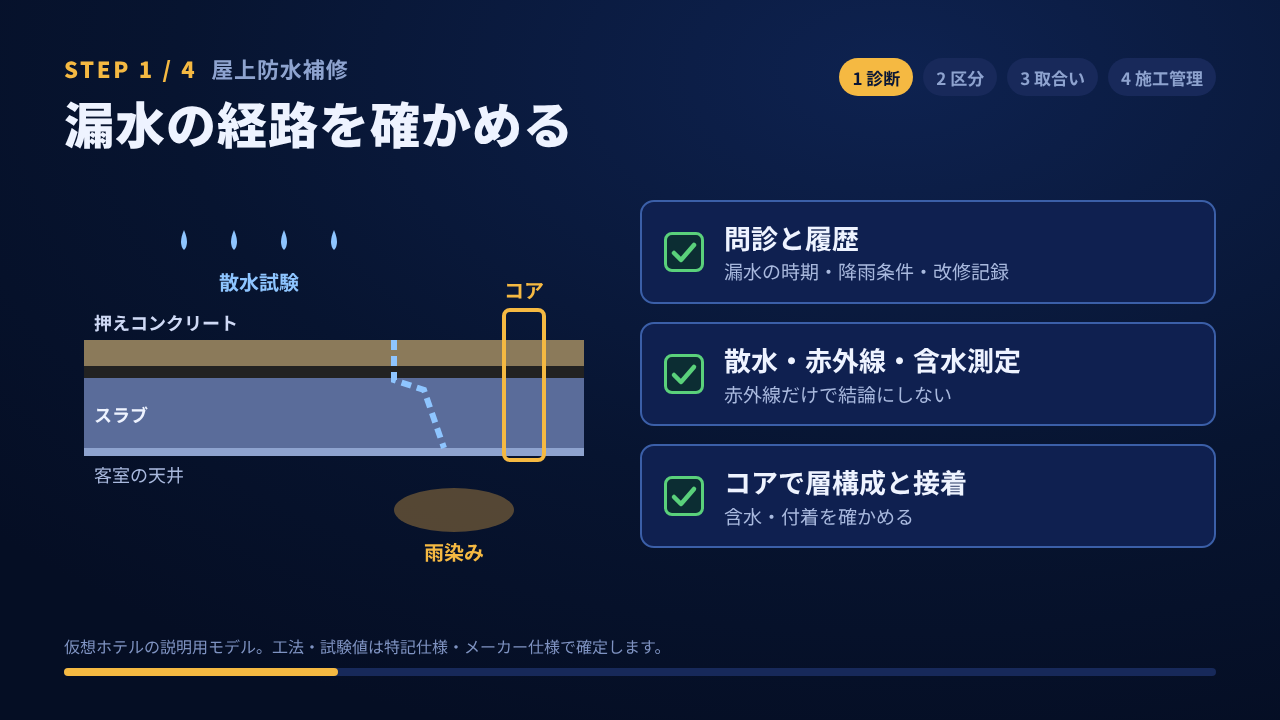 STEP 1 / 4 屋上防水補修
漏水の経路を確かめる
1 診断
2 区分
3 取合い
4 施工管理
散水試験
コア
押えコンクリート
スラブ
客室の天井
雨染み
問診と履歴
漏水の時期・降雨条件・改修記録
散水・赤外線・含水測定
赤外線だけで結論にしない
コアで層構成と接着
含水・付着を確かめる
仮想ホテルの説明用モデル。工法・試験値は特記仕様・メーカー仕様で確定します。